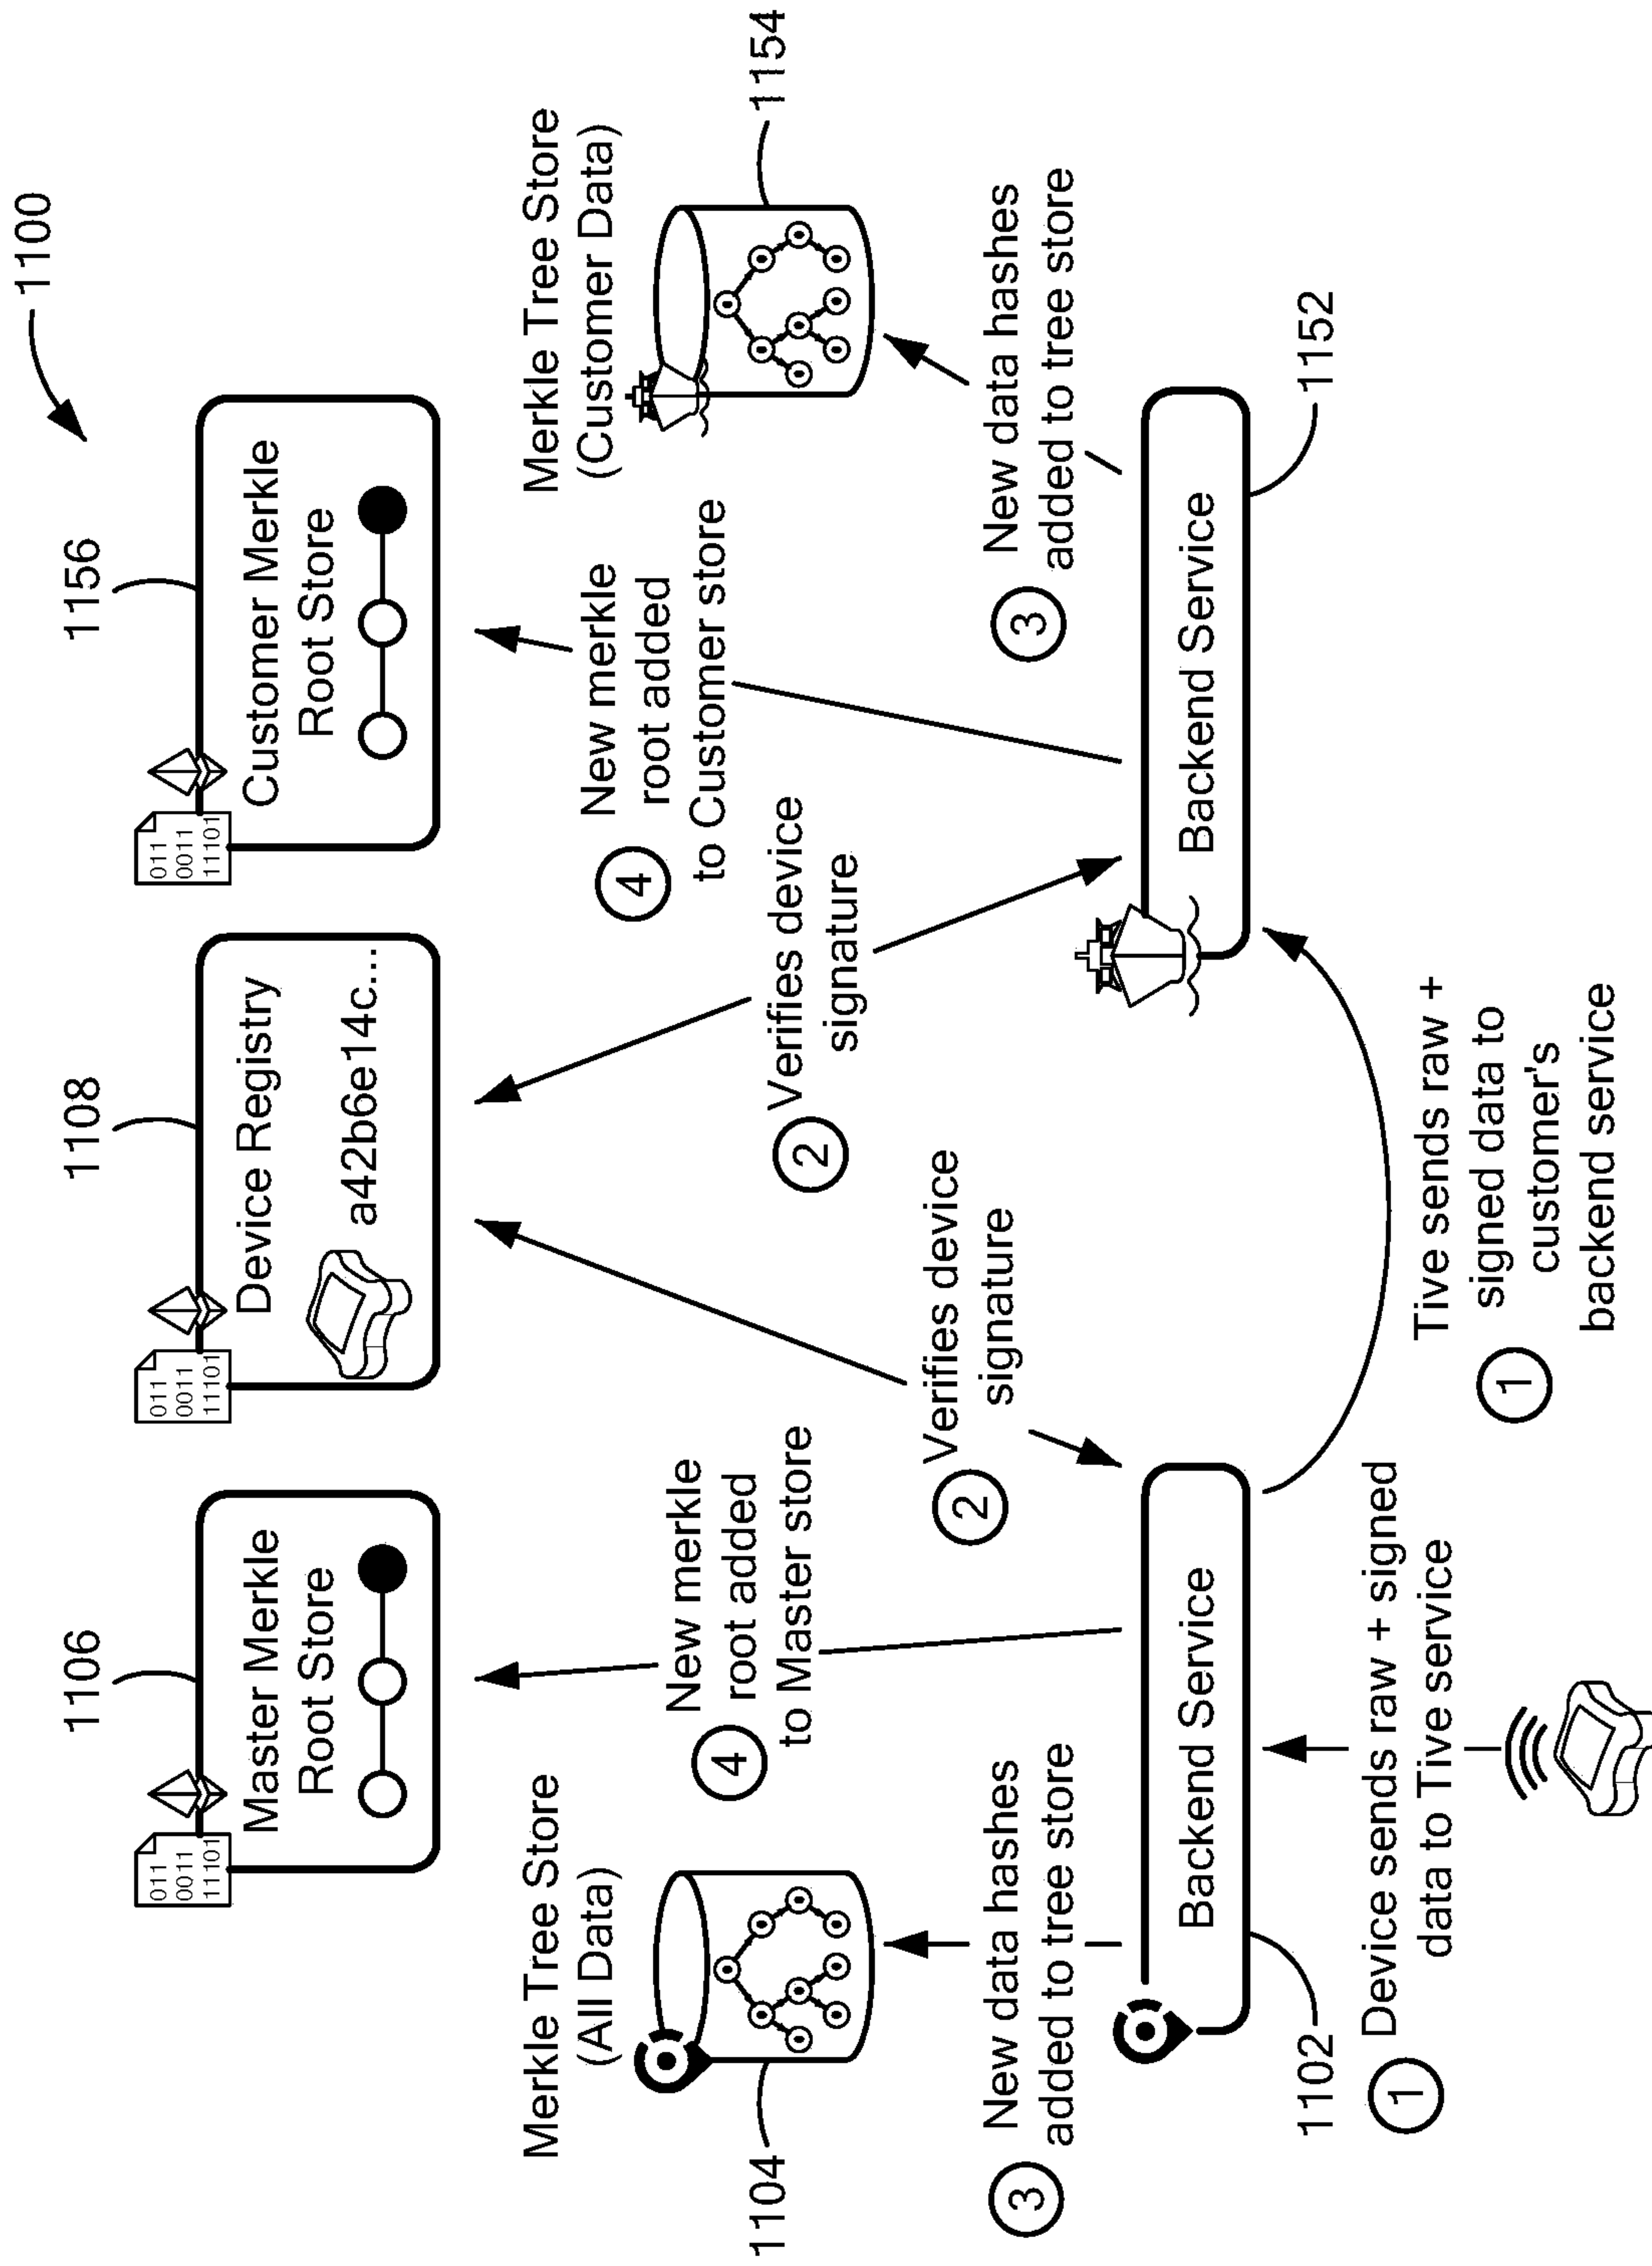 1100
1106
1108
1156
011
0011
11101
Master Merkle
Root Store
011
0011
11101
Device Registry
a42b6e14c...
011
0011
11101
Customer Merkle
Root Store
Merkle Tree Store
(All Data)
1104
4
New merkle
root added
to Master store
2
Verifies device
signature
2
Verifies device
signature
4
New merkle
root added
to Customer store
Merkle Tree Store
(Customer Data)
1154
3
New data hashes
added to tree store
3
New data hashes
added to tree store
Backend Service
1102
Backend Service
1152
1
Device sends raw + signed
data to Tive service
1
Tive sends raw +
signed data to
customer's
backend service